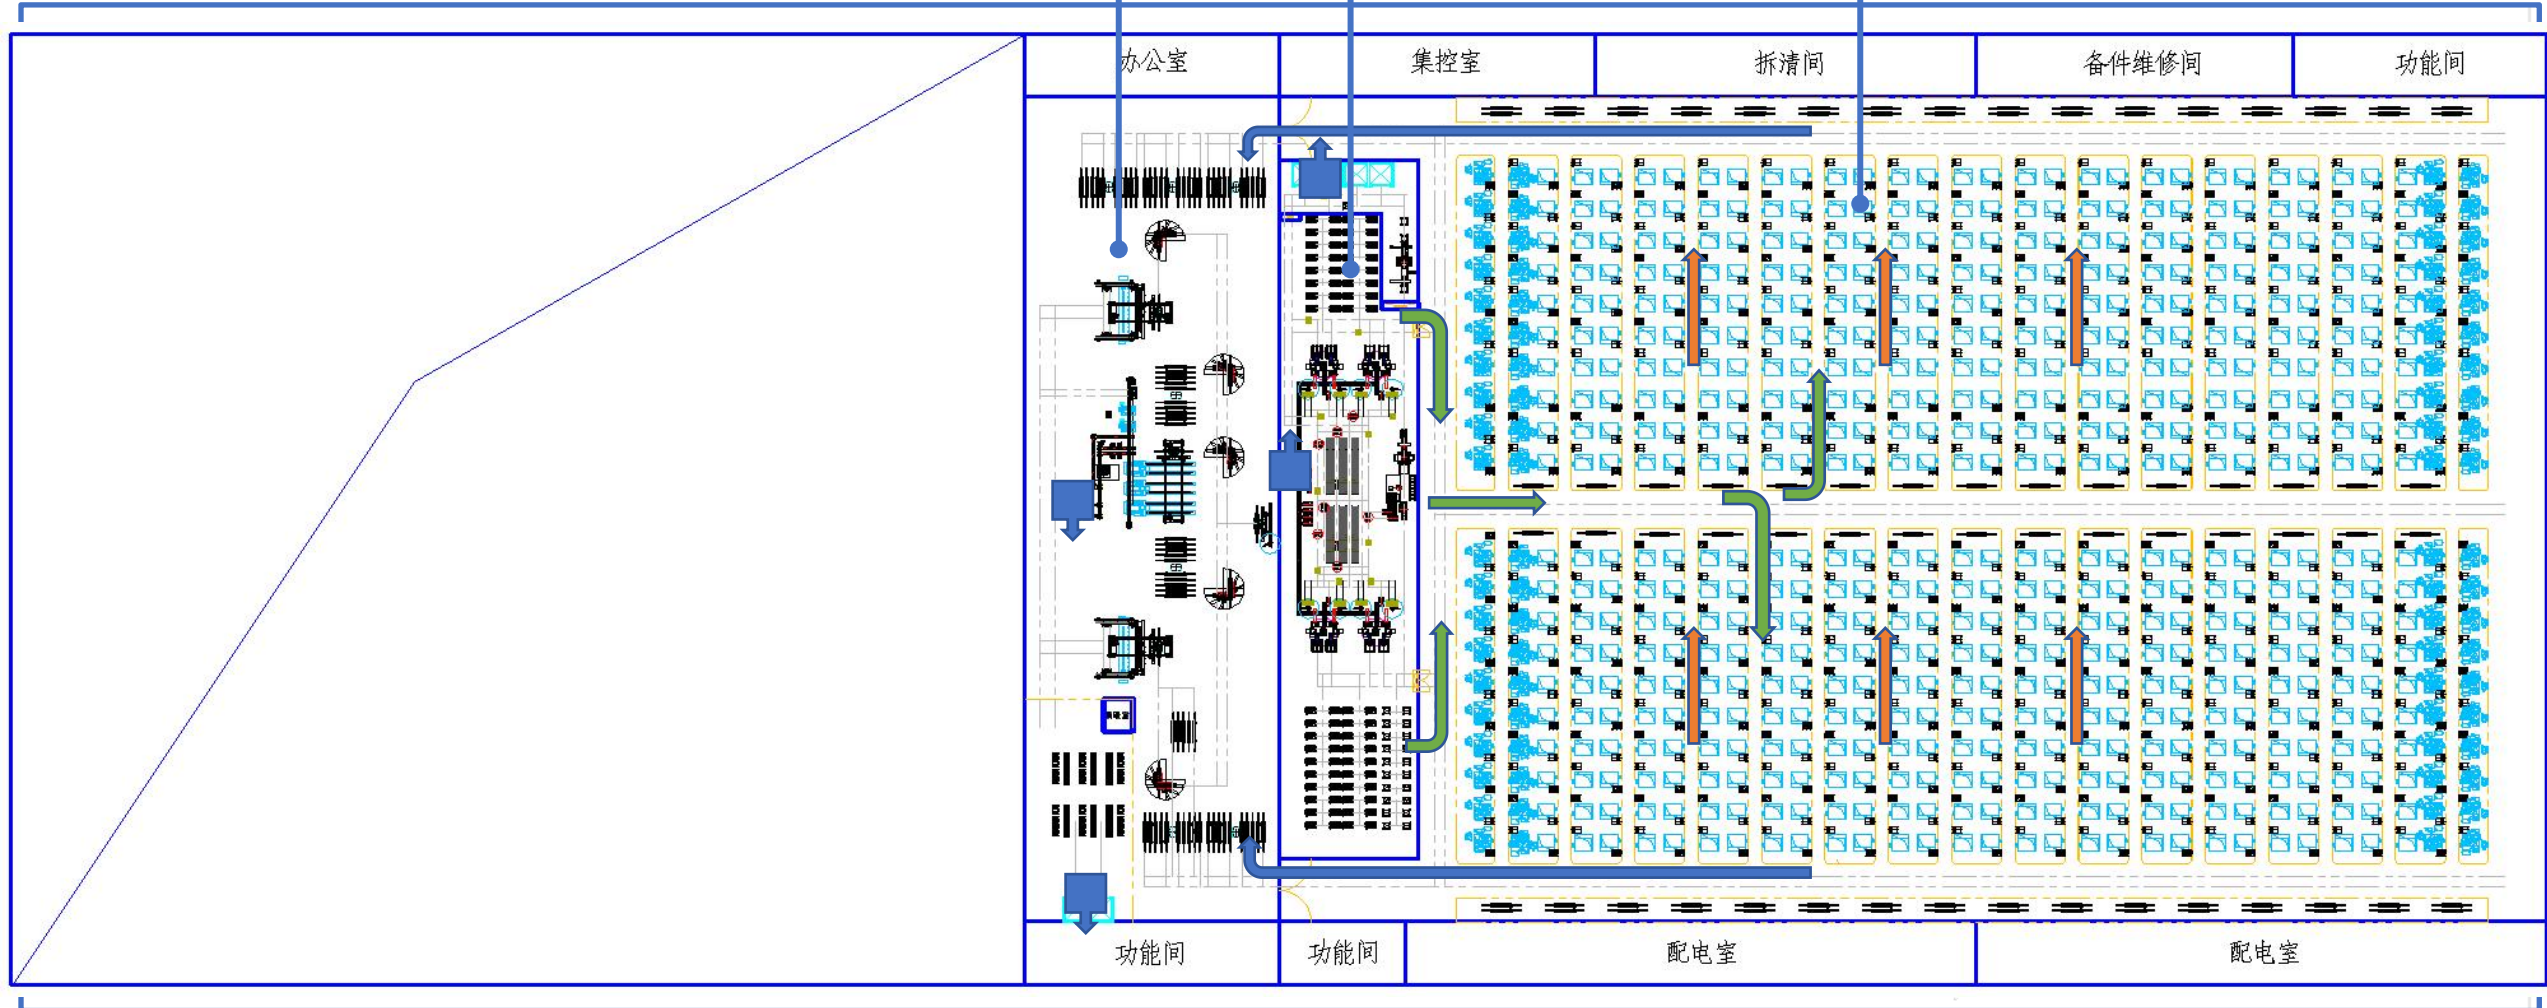 办公室
集控室
拆清间
备件维修间
功能间
功能间
功能间
配电室
配电室